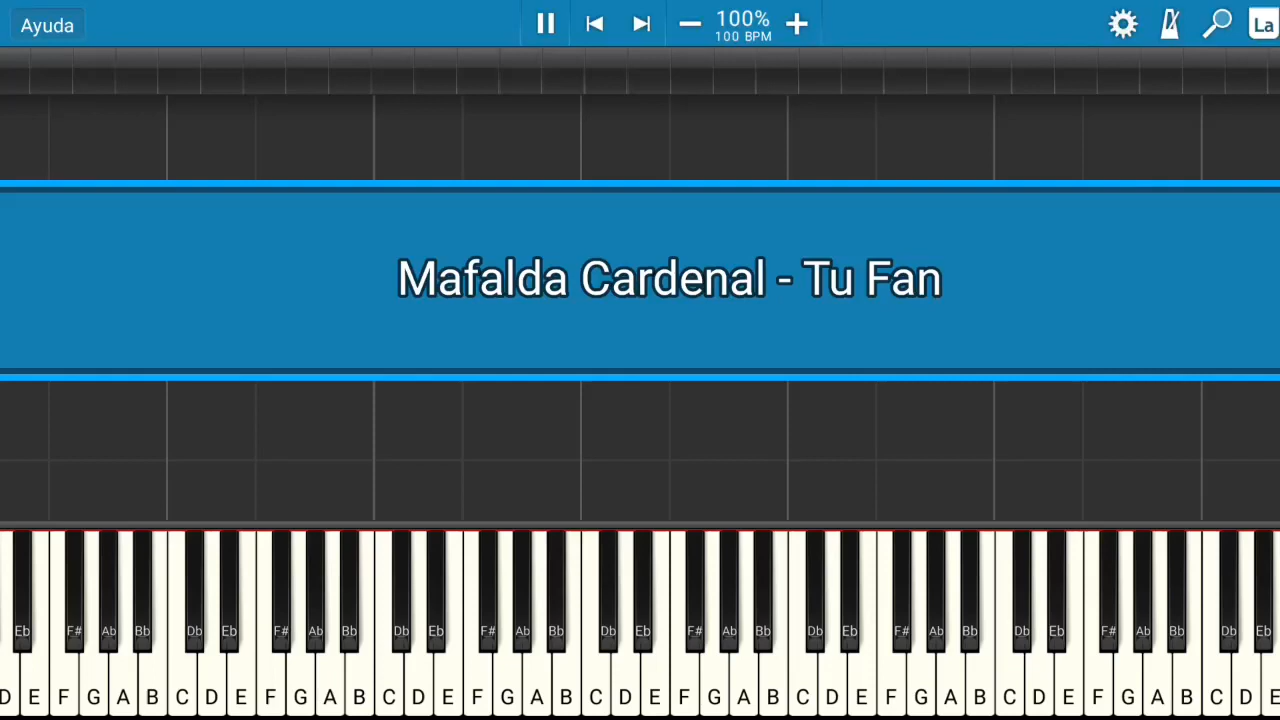 Ayuda
100%
100 BPM
La
Mafalda Cardenal - Tu Fan
Eb F# Ab Bb Db Eb F# Ab Bb Db Eb F# Ab Bb Db Eb F# Ab Bb Db Eb F# Ab Bb Db Eb F# Ab Bb Db Eb
D E F G A B C D E F G A B C D E F G A B C D E F G A B C D E F G A B C D E F G A B C D E